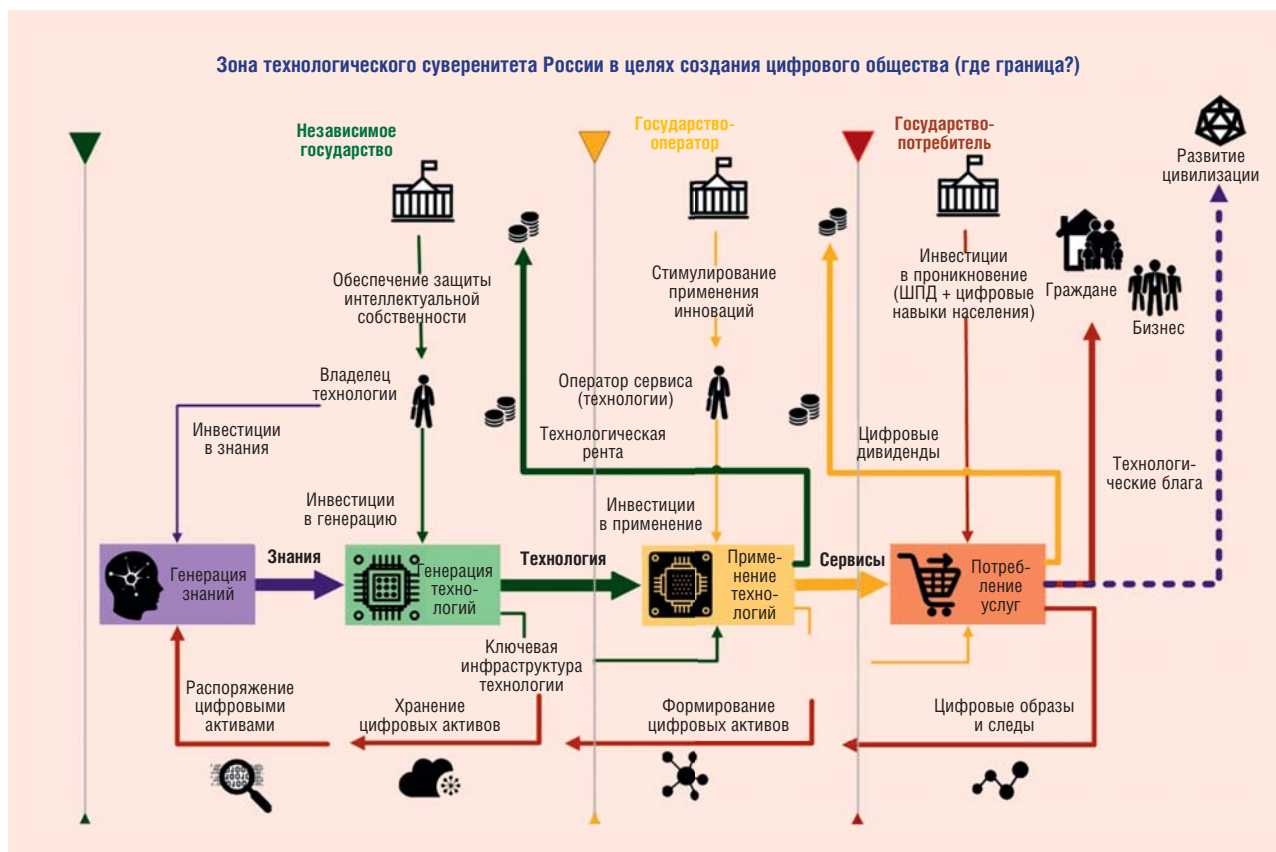 Зона технологического суверенитета России в целях создания цифрового общества (где граница?)
Независимое
государство
Государство-
оператор
Государство-
потребитель
Развитие
цивилизации
Обеспечение защиты
интеллектуальной
собственности
Стимулирование
применения
инноваций
Инвестиции
в проникновение
(ШПД + цифровые
навыки населения)
Граждане
Бизнес
Владелец
технологии
Оператор сервиса
(технологии)
Инвестиции
в знания
Технологическая
рента
Цифровые
дивиденды
Технологи-
ческие блага
Инвестиции
в генерацию
Инвестиции
в применение
Генерация
знаний
Знания
Генерация
техно-
логий
Технология
Приме-
нение
техно-
логий
Сервисы
Потреб-
ление
услуг
Ключевая
инфраструктура
технологии
Распоряжение
цифровыми
активами
Хранение
цифровых активов
Формирование
цифровых активов
Цифровые образы
и следы